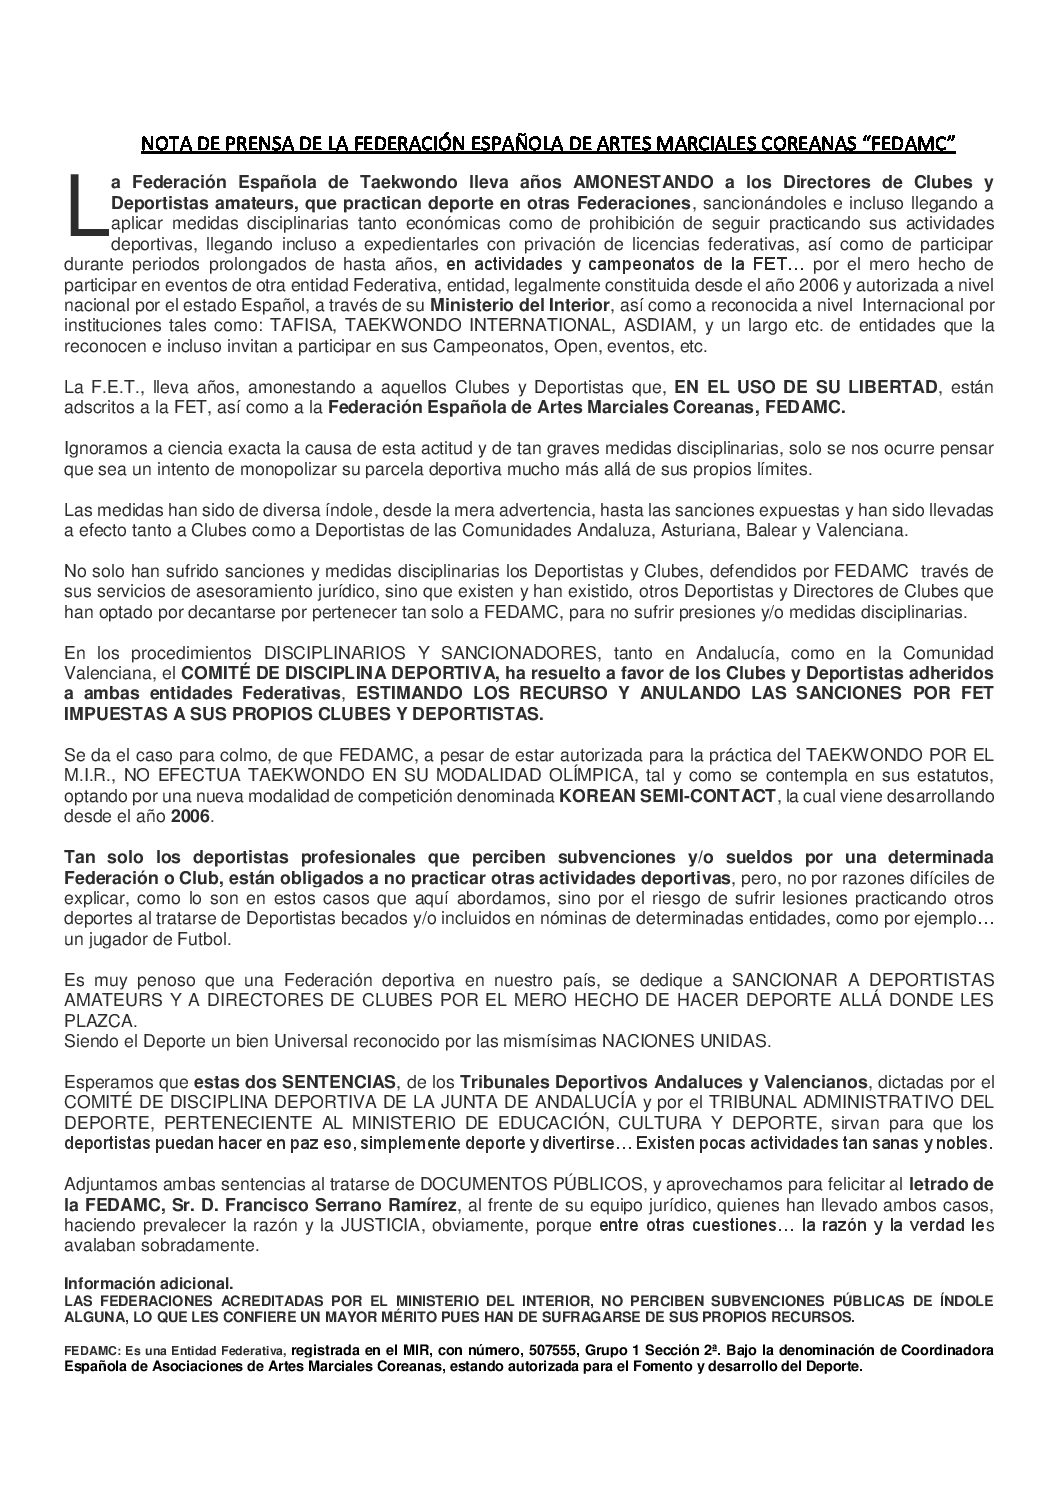 NOTA DE PRENSA DE LA FEDERACIÓN ESPAÑOLA DE ARTES MARCIALES COREANAS “FEDAMC”
La Federación Española de Taekwondo lleva años AMONESTANDO a los Directores de Clubes y
Deportistas amateurs, que practican deporte en otras Federaciones, sancionándoles e incluso llegando a
aplicar medidas disciplinarias tanto económicas como de prohibición de seguir practicando sus actividades
deportivas, llegando incluso a expedientarles con privación de licencias federativas, así como de participar
durante periodos prolongados de hasta años, en actividades y campeonatos de la FET… por el mero hecho de
participar en eventos de otra entidad Federativa, entidad, legalmente constituida desde el año 2006 y autorizada a nivel
nacional por el estado Español, a través de su Ministerio del Interior, así como a reconocida a nivel Internacional por
instituciones tales como: TAFISA, TAEKWONDO INTERNATIONAL, ASDIAM, y un largo etc. de entidades que la
reconocen e incluso invitan a participar en sus Campeonatos, Open, eventos, etc.
La F.E.T., lleva años, amonestando a aquellos Clubes y Deportistas que, EN EL USO DE SU LIBERTAD, están
adscritos a la FET, así como a la Federación Española de Artes Marciales Coreanas, FEDAMC.
Ignoramos a ciencia exacta la causa de esta actitud y de tan graves medidas disciplinarias, solo se nos ocurre pensar
que sea un intento de monopolizar su parcela deportiva mucho más allá de sus propios límites.
Las medidas han sido de diversa índole, desde la mera advertencia, hasta las sanciones expuestas y han sido llevadas
a efecto tanto a Clubes como a Deportistas de las Comunidades Andaluza, Asturiana, Balear y Valenciana.
No solo han sufrido sanciones y medidas disciplinarias los Deportistas y Clubes, defendidos por FEDAMC través de
sus servicios de asesoramiento jurídico, sino que existen y han existido, otros Deportistas y Directores de Clubes que
han optado por decantarse por pertenecer tan solo a FEDAMC, para no sufrir presiones y/o medidas disciplinarias.
En los procedimientos DISCIPLINARIOS Y SANCIONADORES, tanto en Andalucía, como en la Comunidad
Valenciana, el COMITÉ DE DISCIPLINA DEPORTIVA, ha resuelto a favor de los Clubes y Deportistas adheridos
a ambas entidades Federativas, ESTIMANDO LOS RECURSO Y ANULANDO LAS SANCIONES POR FET
IMPUESTAS A SUS PROPIOS CLUBES Y DEPORTISTAS.
Se da el caso para colmo, de que FEDAMC, a pesar de estar autorizada para la práctica del TAEKWONDO POR EL
M.I.R., NO EFECTUA TAEKWONDO EN SU MODALIDAD OLÍMPICA, tal y como se contempla en sus estatutos,
optando por una nueva modalidad de competición denominada KOREAN SEMI-CONTACT, la cual viene desarrollando
desde el año 2006.
Tan solo los deportistas profesionales que perciben subvenciones y/o sueldos por una determinada
Federación o Club, están obligados a no practicar otras actividades deportivas, pero, no por razones difíciles de
explicar, como lo son en estos casos que aquí abordamos, sino por el riesgo de sufrir lesiones practicando otros
deportes al tratarse de Deportistas becados y/o incluidos en nóminas de determinadas entidades, como por ejemplo…
un jugador de Futbol.
Es muy penoso que una Federación deportiva en nuestro país, se dedique a SANCIONAR A DEPORTISTAS
AMATEURS Y A DIRECTORES DE CLUBES POR EL MERO HECHO DE HACER DEPORTE ALLÁ DONDE LES
PLAZCA.
Siendo el Deporte un bien Universal reconocido por las mismísimas NACIONES UNIDAS.
Esperamos que estas dos SENTENCIAS, de los Tribunales Deportivos Andaluces y Valencianos, dictadas por el
COMITÉ DE DISCIPLINA DEPORTIVA DE LA JUNTA DE ANDALUCÍA y por el TRIBUNAL ADMINISTRATIVO DEL
DEPORTE, PERTENECIENTE AL MINISTERIO DE EDUCACIÓN, CULTURA Y DEPORTE, sirvan para que los
deportistas puedan hacer en paz eso, simplemente deporte y divertirse… Existen pocas actividades tan sanas y nobles.
Adjuntamos ambas sentencias al tratarse de DOCUMENTOS PÚBLICOS, y aprovechamos para felicitar al letrado de
la FEDAMC, Sr. D. Francisco Serrano Ramírez, al frente de su equipo jurídico, quienes han llevado ambos casos,
haciendo prevalecer la razón y la JUSTICIA, obviamente, porque entre otras cuestiones… la razón y la verdad les
avalaban sobradamente.
Información adicional.
LAS FEDERACIONES ACREDITADAS POR EL MINISTERIO DEL INTERIOR, NO PERCIBEN SUBVENCIONES PÚBLICAS DE ÍNDOLE
ALGUNA, LO QUE LES CONFIERE UN MAYOR MÉRITO PUES HAN DE SUFRAGARSE DE SUS PROPIOS RECURSOS.
FEDAMC: Es una Entidad Federativa, registrada en el MIR, con número, 507555, Grupo 1 Sección 2ª. Bajo la denominación de Coordinadora
Española de Asociaciones de Artes Marciales Coreanas, estando autorizada para el Fomento y desarrollo del Deporte.